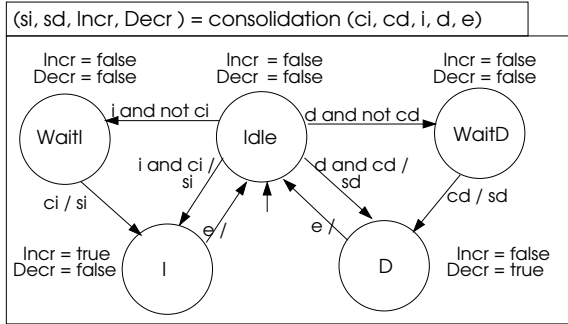 (si, sd, Incr, Decr ) = consolidation (ci, cd, i, d, e)
Incr = false
Decr = false
Incr = false
Decr = false
Incr = false
Decr = false
i and not ci
d and not cd
WaitI
Idle
WaitD
i and ci /
si
d and cd /
sd
ci / si
cd / sd
e /
e /
Incr = true
Decr = false
I
D
Incr = false
Decr = true